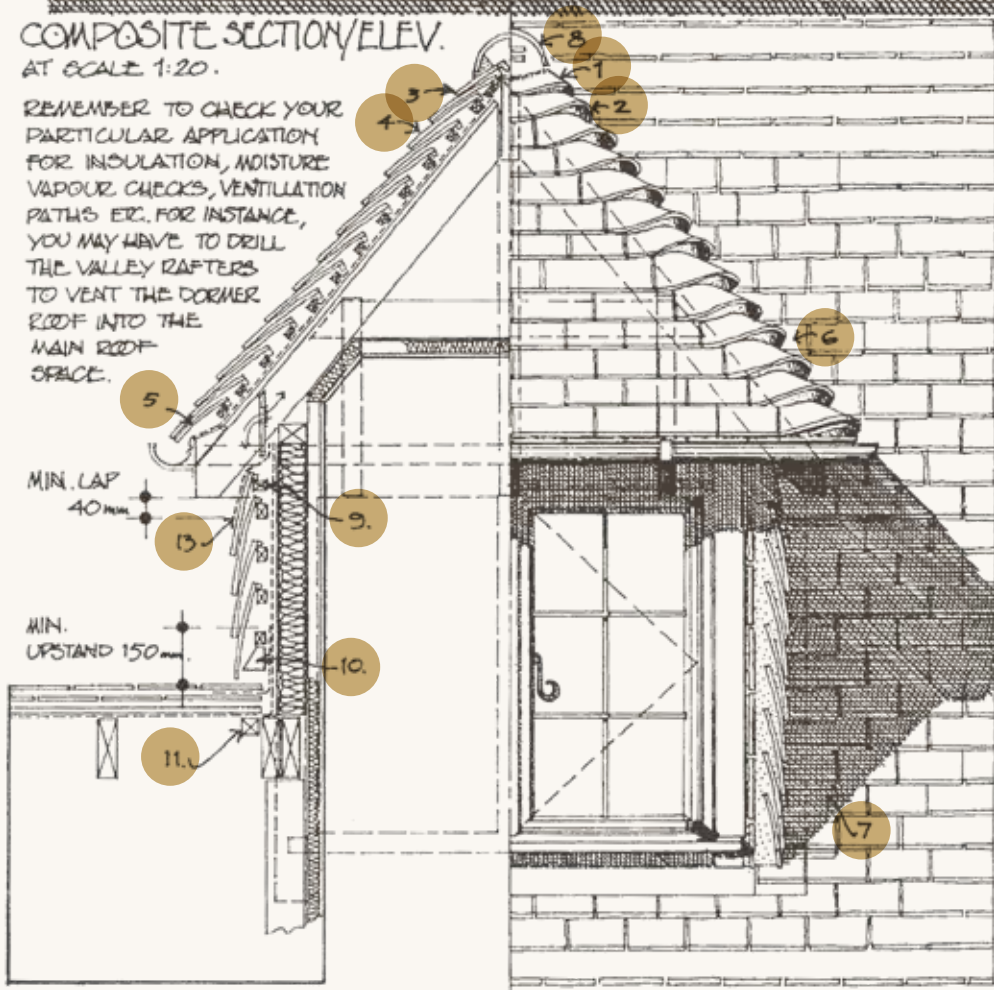 COMPOSITE SECTION/ELEV.
AT SCALE 1:20.
REMEMBER TO CHECK YOUR
PARTICULAR APPLICATION
FOR INSULATION, MOISTURE
VAPOUR CHECKS, VENTILLATION
PATHS ETC. FOR INSTANCE,
YOU MAY HAVE TO DRILL
THE VALLEY RAFTERS
TO VENT THE DORMER
ROOF INTO THE
MAIN ROOF
SPACE.
8
1
3
2
4
6
5
MIN. LAP
40mm
9.
13
MIN.
UPSTAND 150mm
10.
11.
7